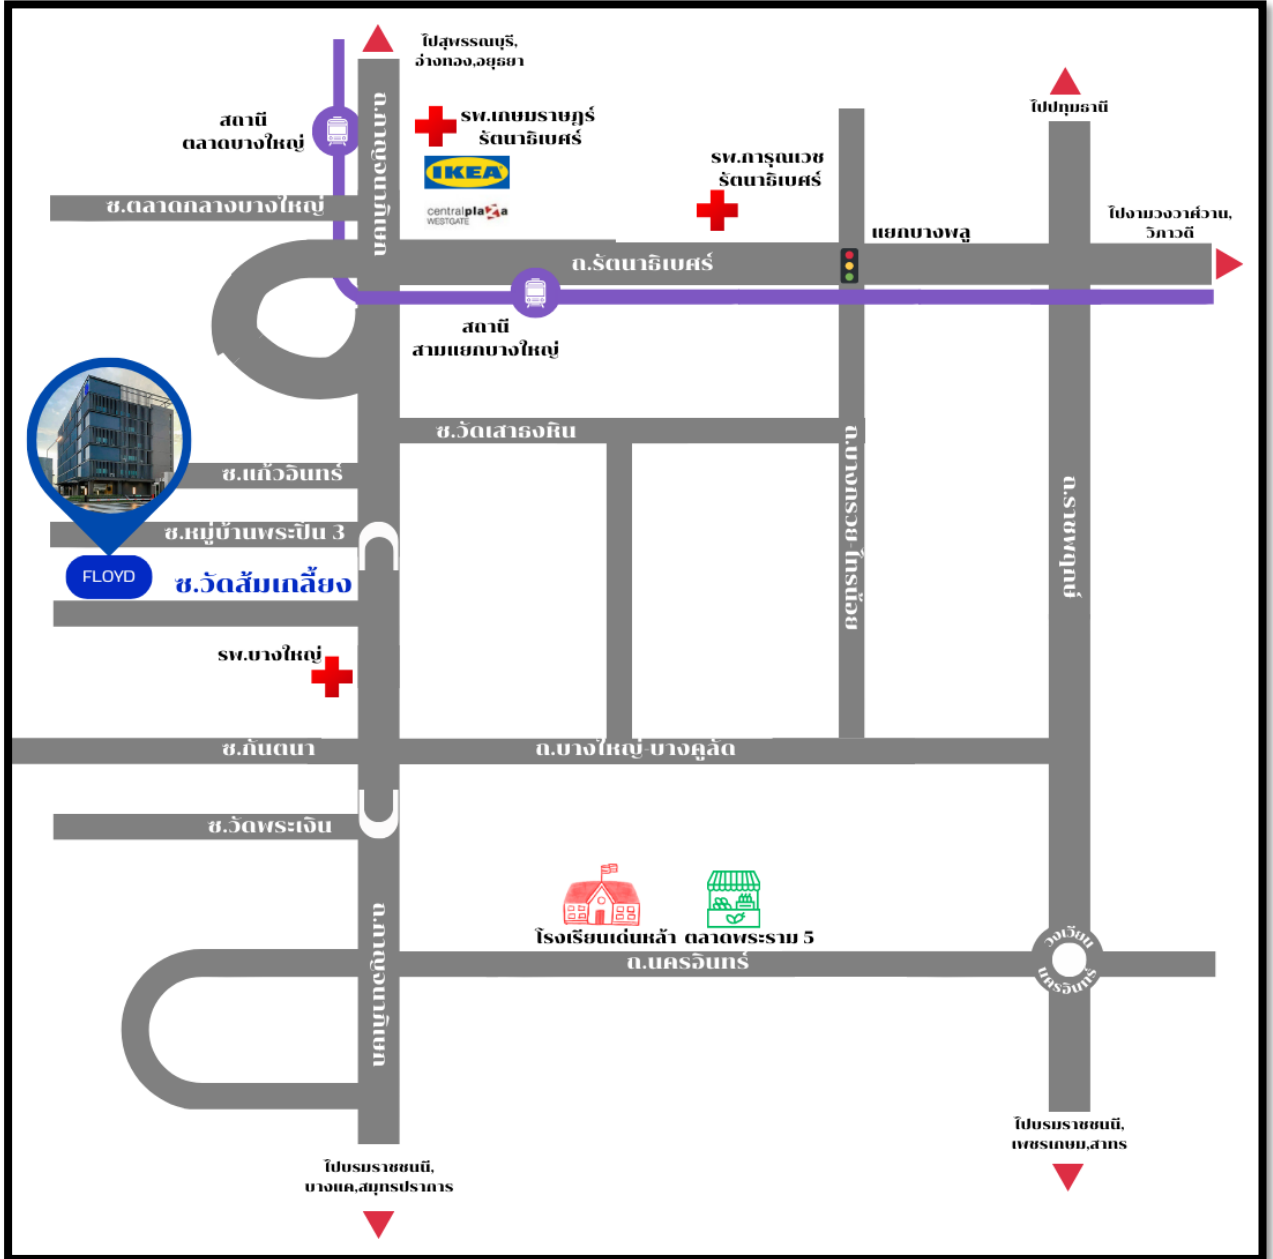 ไปสุพรรณบุรี,
อ่างทอง,อยุธยา
ไปปทุมธานี
สถานี
ตลาดบางใหญ่
ถ.กาญจนาภิเษก
รพ.เกษมราษฎร์
รัตนาธิเบศร์
IKEA
centralplaza
WESTGATE
รพ.การุณเวช
รัตนาธิเบศร์
ซ.ตลาดกลางบางใหญ่
ไปงามวงวาศ์วาน,
วิภาวดี
แยกบางพลู
ถ.รัตนาธิเบศร์
สถานี
สามแยกบางใหญ่
ซ.วัดเสาธงหิน
ซ.แก้วอินทร์
ถ.บางกรวย-ไทรน้อย
ถ.ราชพฤกษ์
ซ.หมู่บ้านพระปิ่น 3
FLOYD
ซ.วัดส้มเกลี้ยง
รพ.บางใหญ่
ซ.กันตนา
ถ.บางใหญ่-บางคูลัด
ซ.วัดพระเงิน
โรงเรียนเด่นหล้า ตลาดพระราม 5
ถ.นครอินทร์
วงเวียน
นครอินทร์
ถ.กาญจนาภิเษก
ไปบรมราชชนนี,
เพชรเกษม,สาทร
ไปบรมราชชนนี,
บางแค,สมุทรปราการ